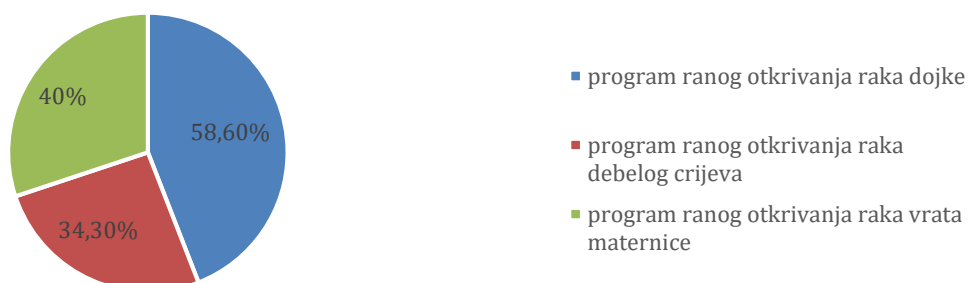 40%
58,60%
34,30%
program ranog otkrivanja raka dojke
program ranog otkrivanja raka
debelog crijeva
program ranog otkrivanja raka vrata
maternice